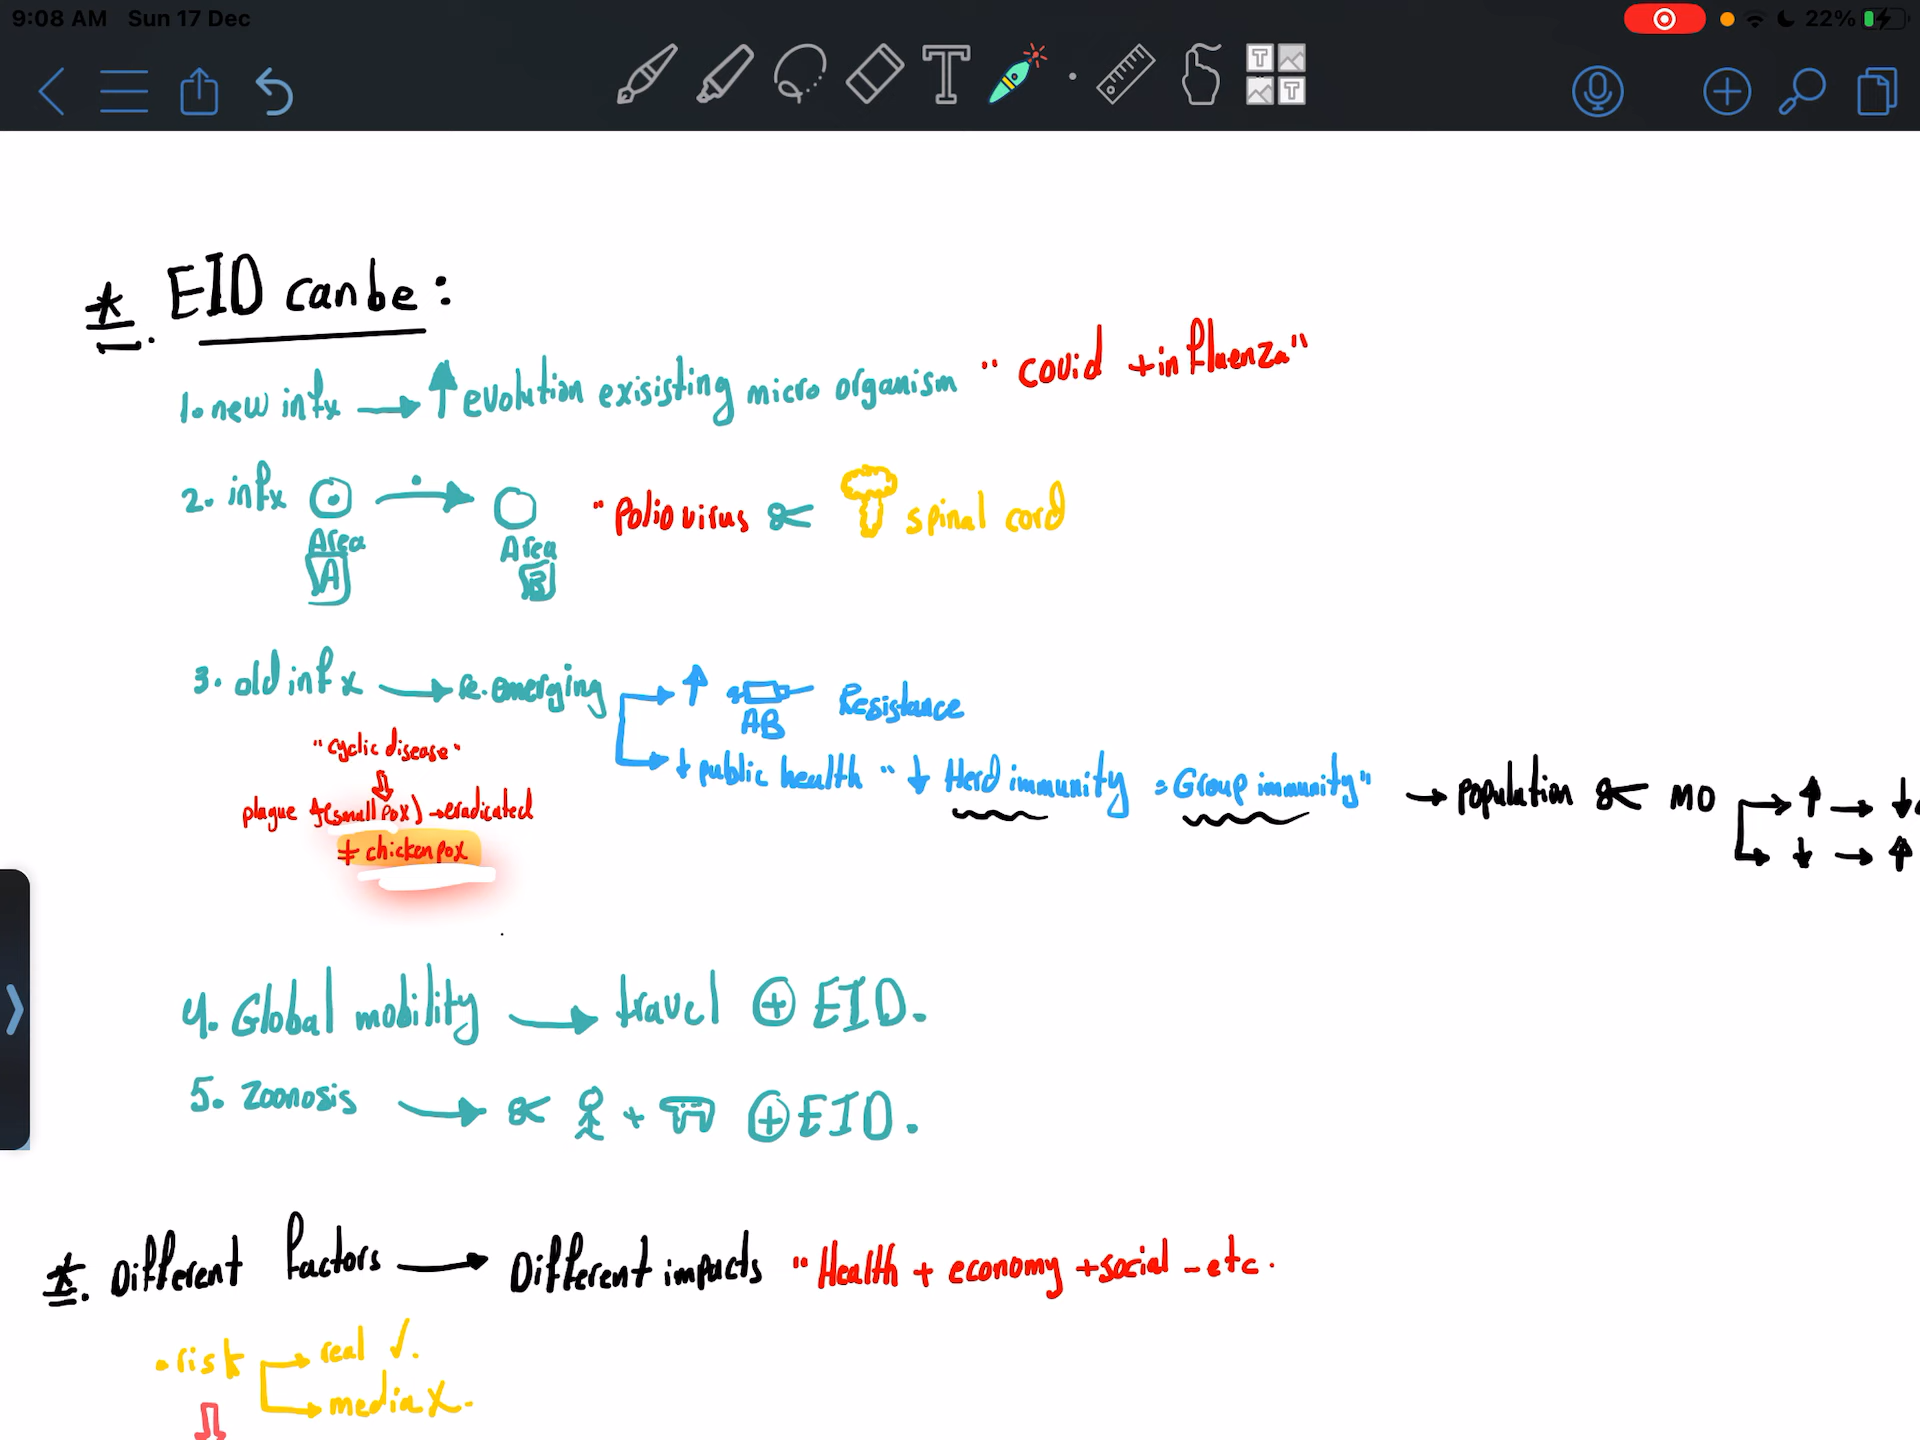 9:08 AM Sun 17 Dec 22%
* EID can be :
1. new infx → ↑ evolution exisisting micro organism " covid + influenza "
2. infx Area A → Area B " Polio virus spinal cord
3. old infx → re.emerging
↑ AB Resistance
↓ public health " ↓ Herd immunity = Group immunity " → population MO
↑ → ↓
↓ → ↑
" cyclic disease "
plague (small pox) → eradicated
≠ chicken pox
4. Global mobility → travel ⊕ EID.
5. Zoonosis → + ⊕ EID.
*. Different factors → Different impacts " Health + economy + social - etc.
• risk → real ✓.
→ media X.